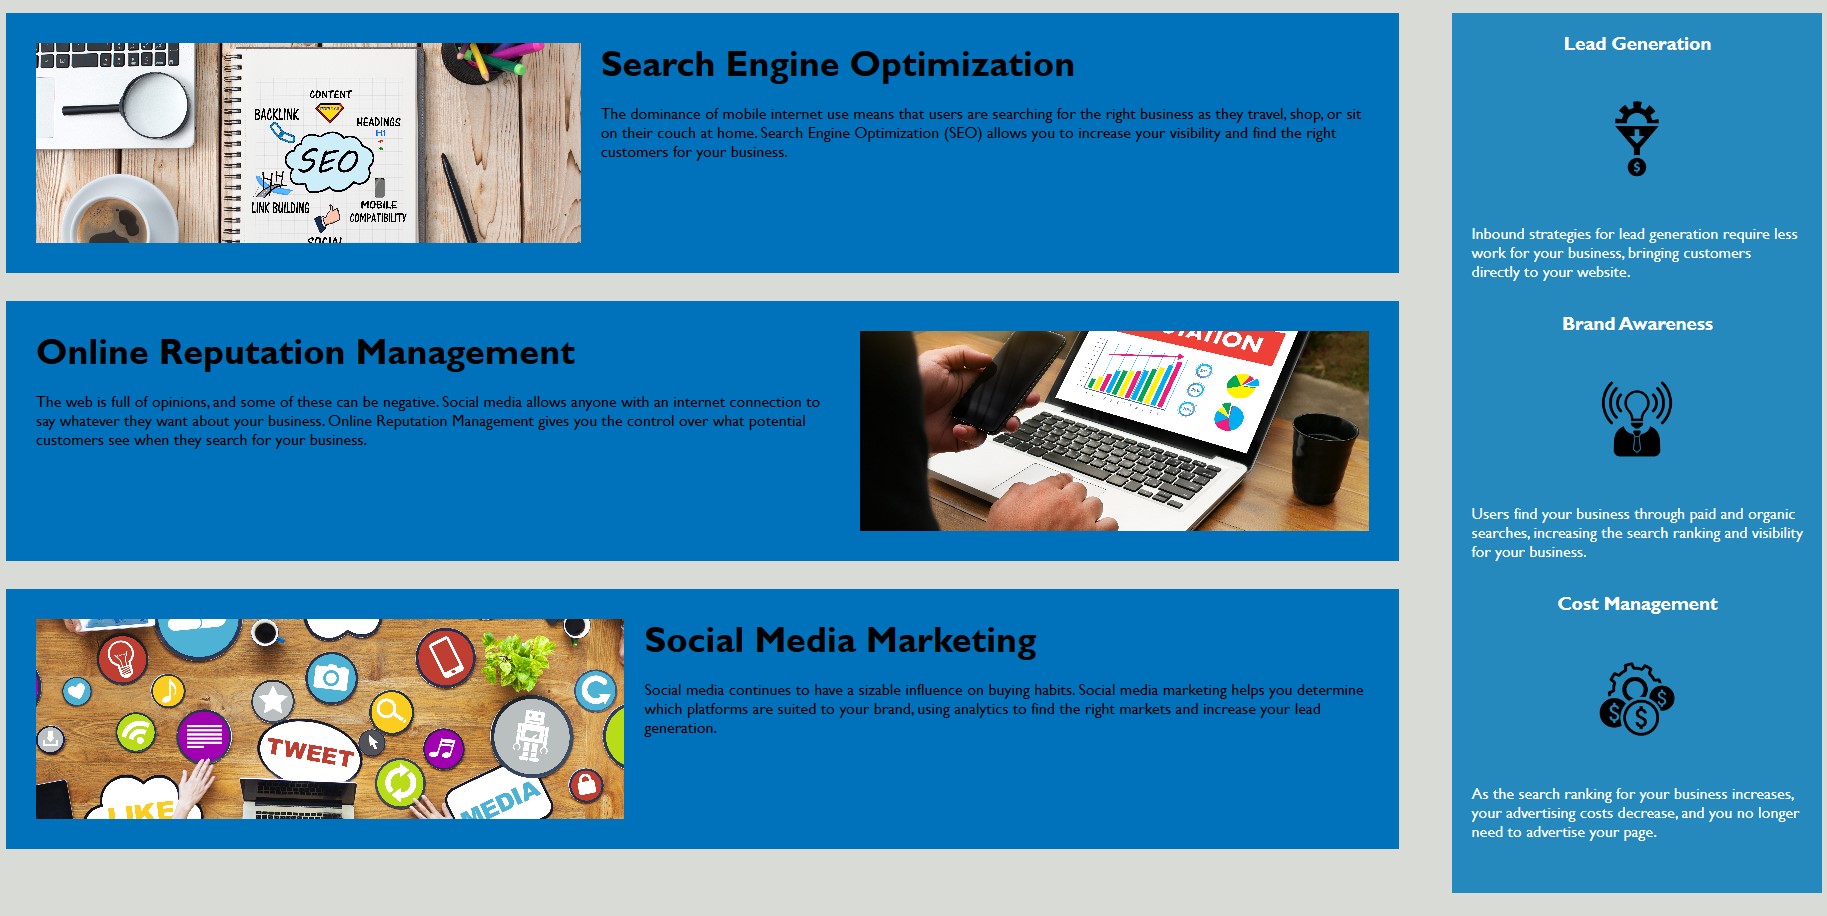 Search Engine Optimization
The dominance of mobile internet use means that users are searching for the right business as they travel, shop, or sit
on their couch at home. Search Engine Optimization (SEO) allows you to increase your visibility and find the right
customers for your business.
CONTENT
BACKLINK
HEADINGS
H1
SEO
LINK BUILDING
MOBILE
COMPATIBILITY
SOCIAL
Online Reputation Management
The web is full of opinions, and some of these can be negative. Social media allows anyone with an internet connection to
say whatever they want about your business. Online Reputation Management gives you the control over what potential
customers see when they search for your business.
TATION
Social Media Marketing
Social media continues to have a sizable influence on buying habits. Social media marketing helps you determine
which platforms are suited to your brand, using analytics to find the right markets and increase your lead
generation.
TWEET
LIKE
MEDIA
Lead Generation
$
Inbound strategies for lead generation require less
work for your business, bringing customers
directly to your website.
Brand Awareness
Users find your business through paid and organic
searches, increasing the search ranking and visibility
for your business.
Cost Management
$
$
$
As the search ranking for your business increases,
your advertising costs decrease, and you no longer
need to advertise your page.